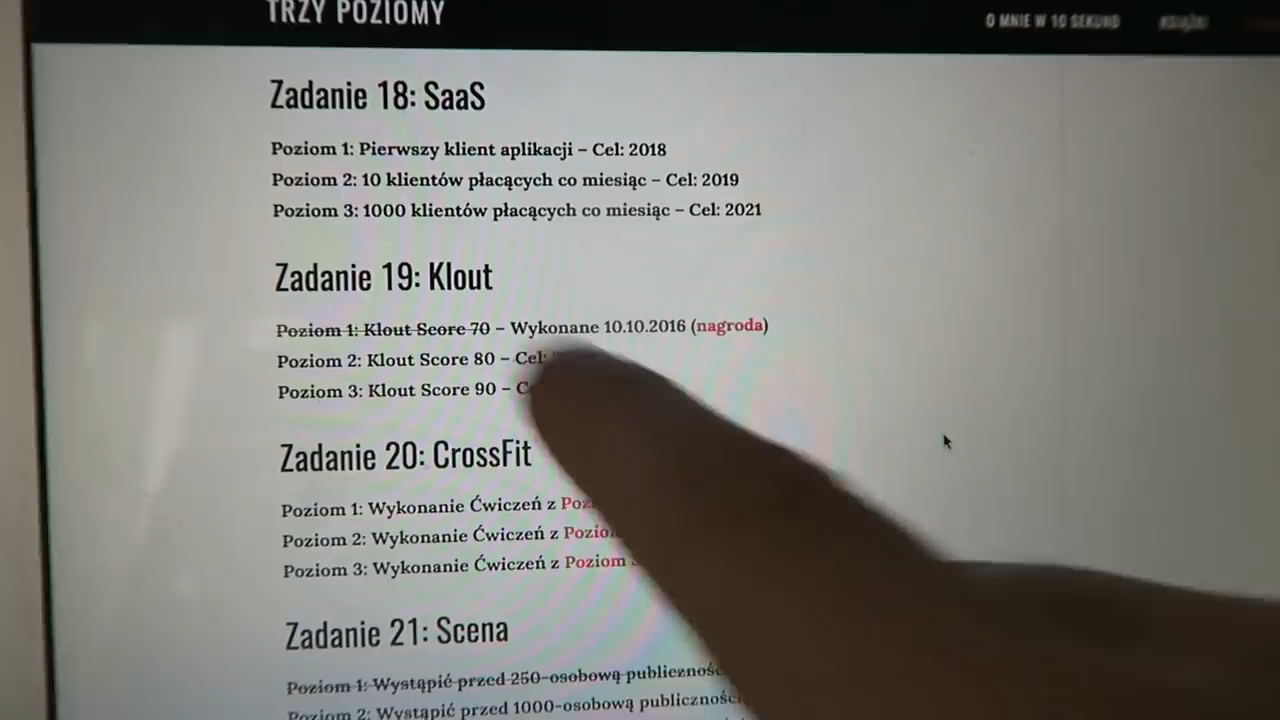 TRZY POZIOMY
O MNIE W 10 SEKUND
Zadanie 18: SaaS
Poziom 1: Pierwszy klient aplikacji – Cel: 2018
Poziom 2: 10 klientów płacących co miesiąc – Cel: 2019
Poziom 3: 1000 klientów płacących co miesiąc – Cel: 2021
Zadanie 19: Klout
Poziom 1: Klout Score 70 – Wykonane 10.10.2016 (nagroda)
Poziom 2: Klout Score 80 – Cel:
Poziom 3: Klout Score 90 –
Zadanie 20: CrossFit
Poziom 1: Wykonanie Ćwiczeń z
Poziom 2: Wykonanie Ćwiczeń z
Poziom 3: Wykonanie Ćwiczeń z Poziom
Zadanie 21: Scena
Poziom 1: Wystąpić przed 250-osobową
Poziom 2: Wystąpić przed 1000-osobową